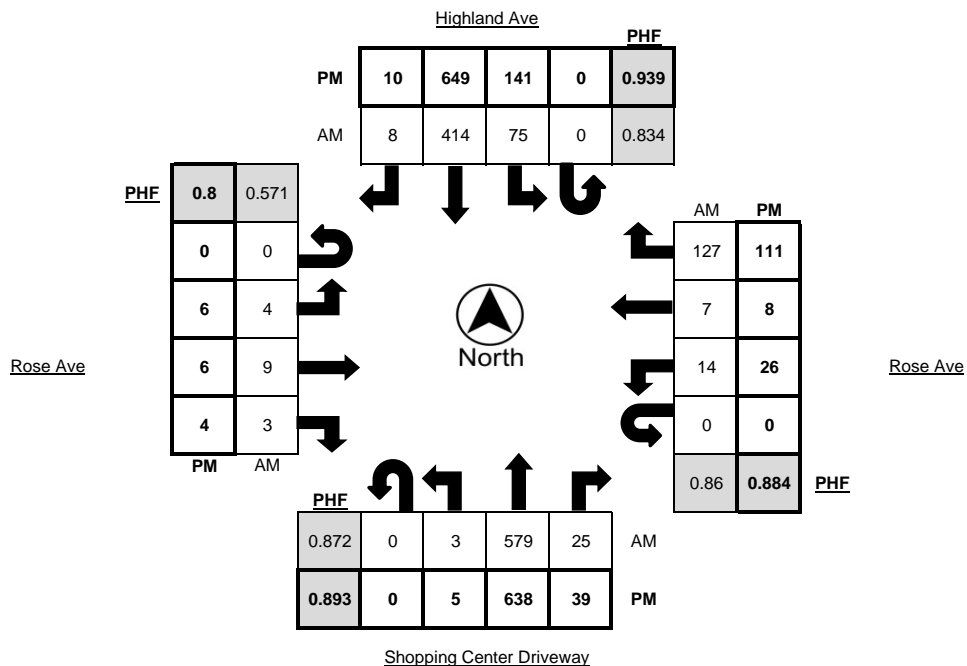 Highland Ave
PHF
PM 10 649 141 0 0.939
AM 8 414 75 0 0.834
PHF 0.8 0.571
AM PM
0 0
127 111
6 4
7 8
North
Rose Ave
6 9
14 26
Rose Ave
4 3
0 0
PM AM
0.86 0.884 PHF
PHF
0.872 0 3 579 25 AM
0.893 0 5 638 39 PM
Shopping Center Driveway